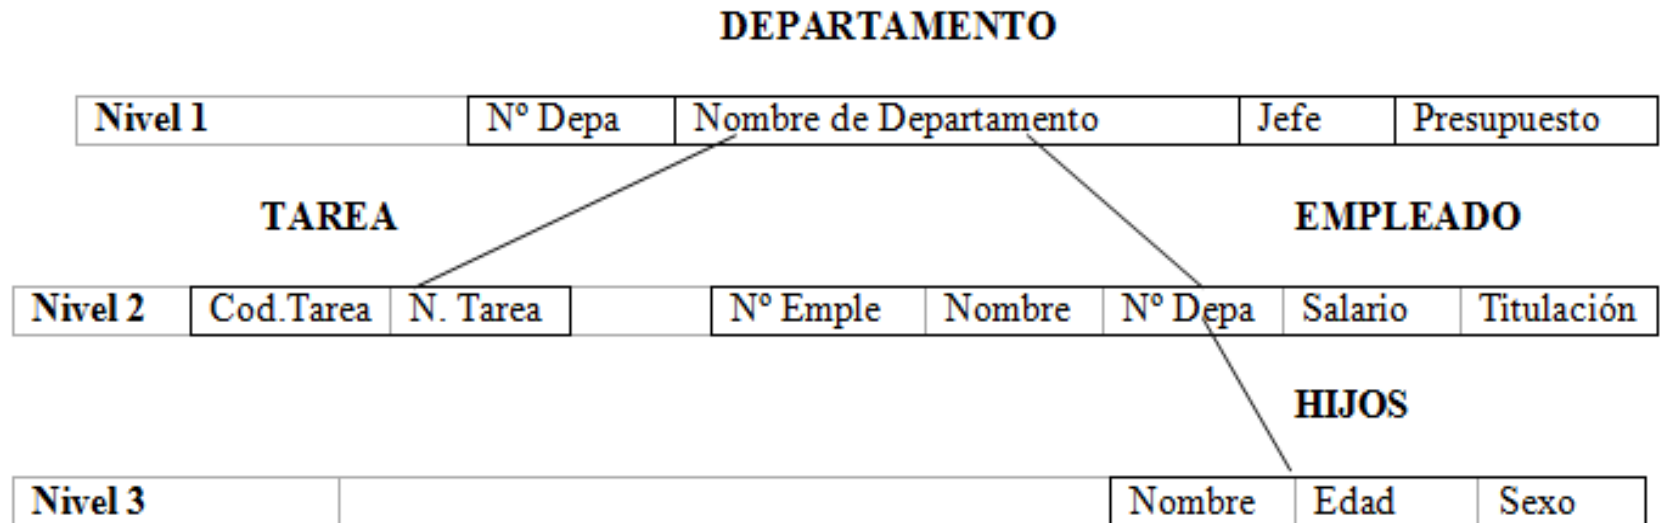 DEPARTAMENTO
Nivel 1 Nº Depa Nombre de Departamento Jefe Presupuesto
TAREA EMPLEADO
Nivel 2 Cod.Tarea N. Tarea Nº Emple Nombre Nº Depa Salario Titulación
HIJOS
Nivel 3 Nombre Edad Sexo